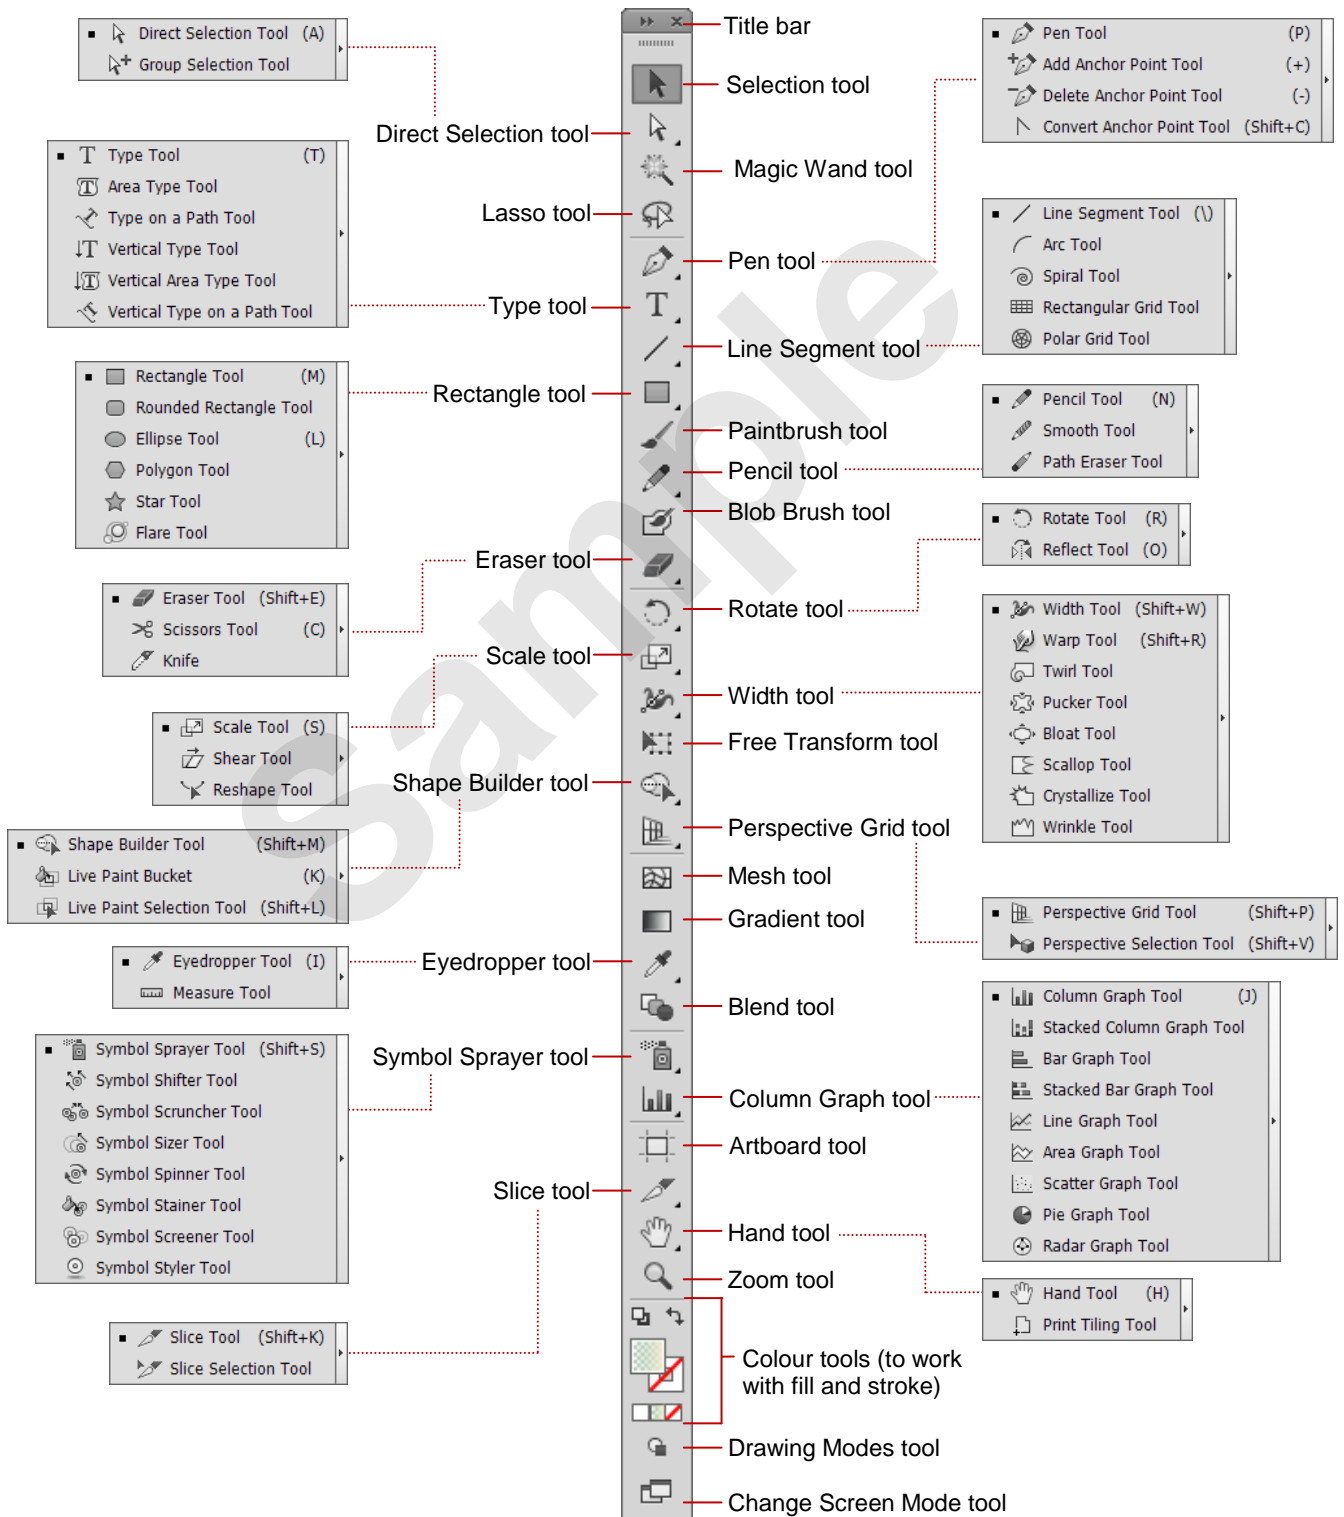 Title bar
Selection tool
Direct Selection tool
Magic Wand tool
Lasso tool
Pen tool
Type tool
Line Segment tool
Rectangle tool
Paintbrush tool
Pencil tool
Blob Brush tool
Eraser tool
Rotate tool
Scale tool
Width tool
Free Transform tool
Shape Builder tool
Perspective Grid tool
Mesh tool
Gradient tool
Eyedropper tool
Blend tool
Symbol Sprayer tool
Column Graph tool
Artboard tool
Slice tool
Hand tool
Zoom tool
Colour tools (to work
with fill and stroke)
Drawing Modes tool
Change Screen Mode tool
Direct Selection Tool (A)
Group Selection Tool
Type Tool (T)
Area Type Tool
Type on a Path Tool
Vertical Type Tool
Vertical Area Type Tool
Vertical Type on a Path Tool
Rectangle Tool (M)
Rounded Rectangle Tool
Ellipse Tool (L)
Polygon Tool
Star Tool
Flare Tool
Eraser Tool (Shift+E)
Scissors Tool (C)
Knife
Scale Tool (S)
Shear Tool
Reshape Tool
Shape Builder Tool (Shift+M)
Live Paint Bucket (K)
Live Paint Selection Tool (Shift+L)
Eyedropper Tool (I)
Measure Tool
Symbol Sprayer Tool (Shift+S)
Symbol Shifter Tool
Symbol Scruncher Tool
Symbol Sizer Tool
Symbol Spinner Tool
Symbol Stainer Tool
Symbol Screener Tool
Symbol Styler Tool
Slice Tool (Shift+K)
Slice Selection Tool
Pen Tool (P)
Add Anchor Point Tool (+)
Delete Anchor Point Tool (-)
Convert Anchor Point Tool (Shift+C)
Line Segment Tool (\)
Arc Tool
Spiral Tool
Rectangular Grid Tool
Polar Grid Tool
Pencil Tool (N)
Smooth Tool
Path Eraser Tool
Rotate Tool (R)
Reflect Tool (O)
Width Tool (Shift+W)
Warp Tool (Shift+R)
Twirl Tool
Pucker Tool
Bloat Tool
Scallop Tool
Crystallize Tool
Wrinkle Tool
Perspective Grid Tool (Shift+P)
Perspective Selection Tool (Shift+V)
Column Graph Tool (J)
Stacked Column Graph Tool
Bar Graph Tool
Stacked Bar Graph Tool
Line Graph Tool
Area Graph Tool
Scatter Graph Tool
Pie Graph Tool
Radar Graph Tool
Hand Tool (H)
Print Tiling Tool
Sample